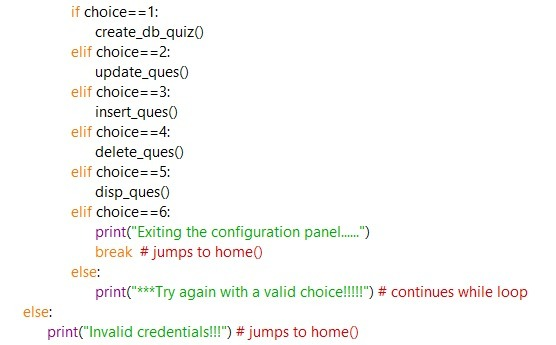 if choice==1:
create_db_quiz()
elif choice==2:
update_ques()
elif choice==3:
insert_ques()
elif choice==4:
delete_ques()
elif choice==5:
disp_ques()
elif choice==6:
print("Exiting the configuration panel......")
break # jumps to home()
else:
print("***Try again with a valid choice!!!!!") # continues while loop
else:
print("Invalid credentials!!!") # jumps to home()